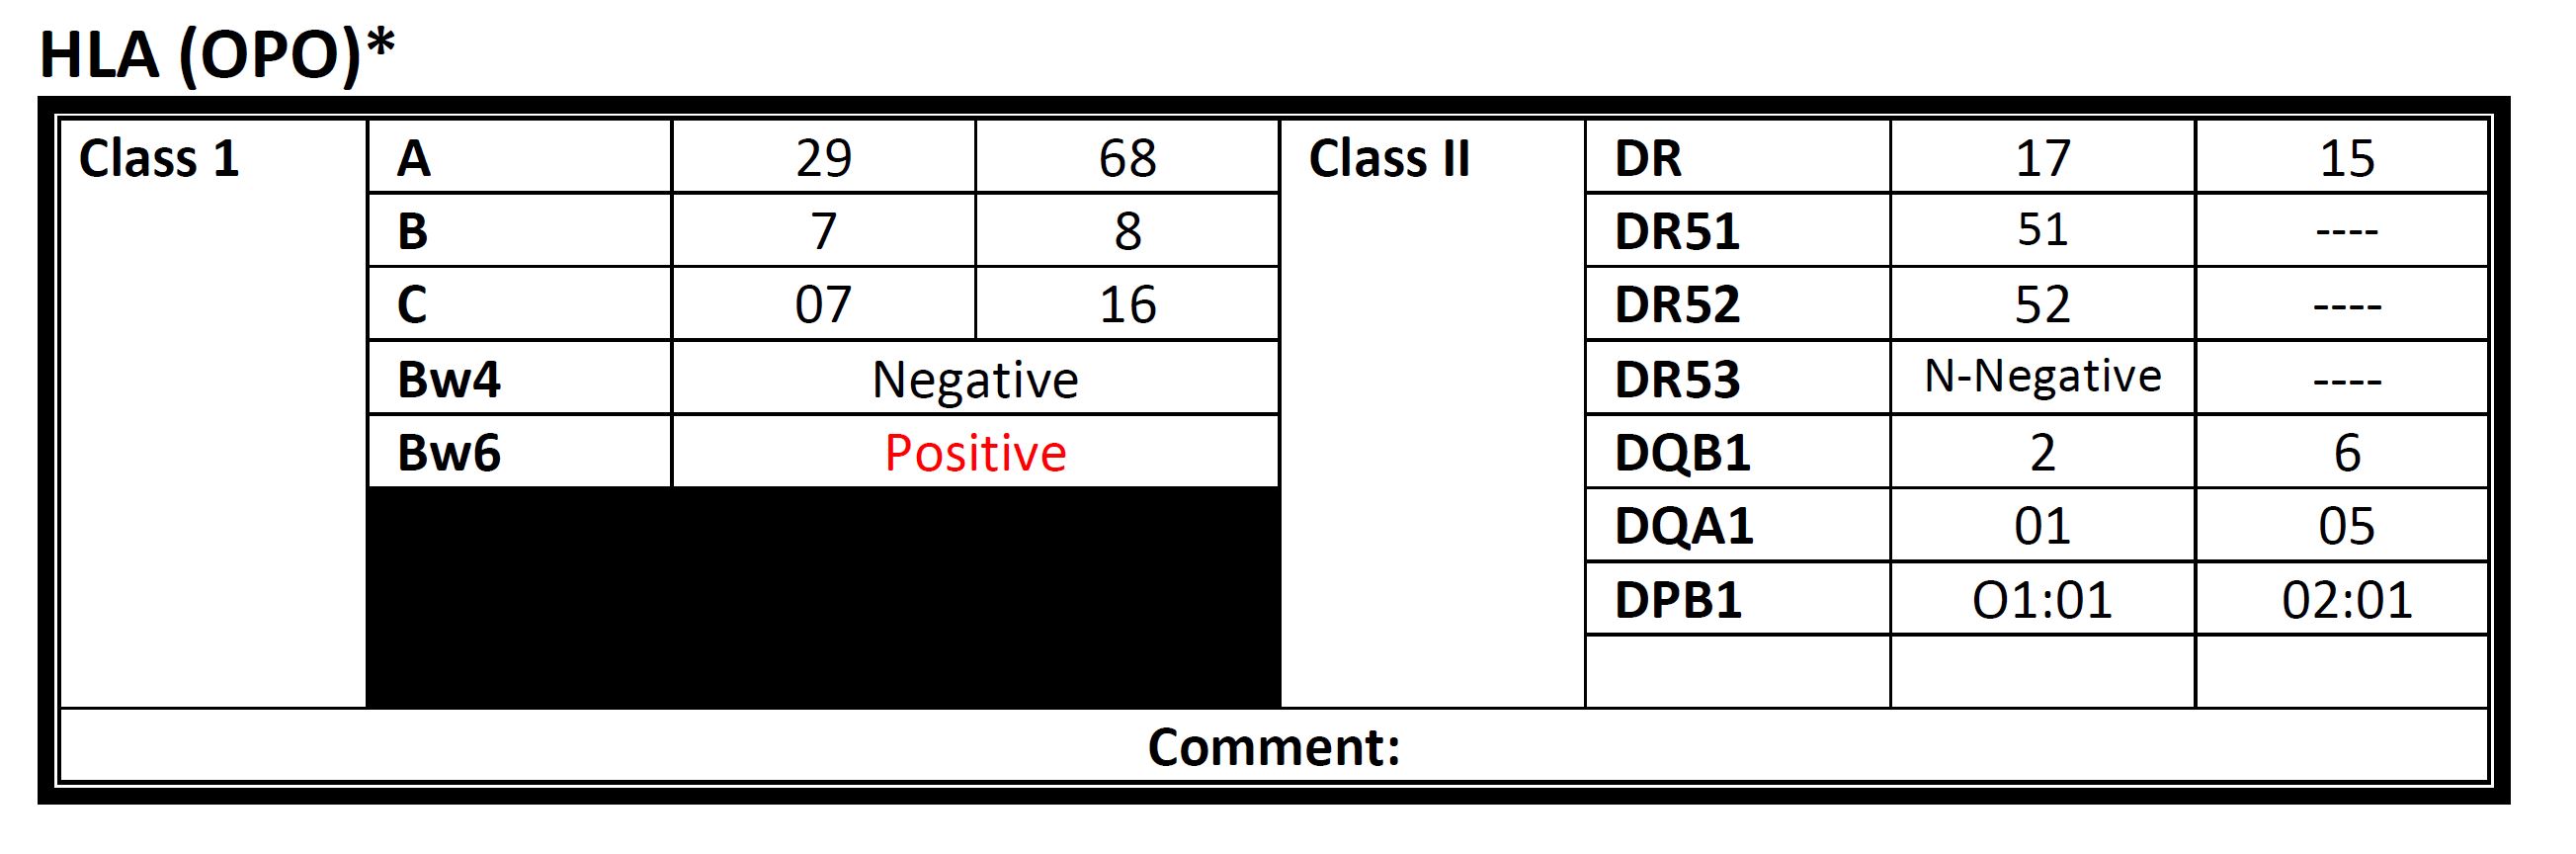 HLA (OPO)*
Class 1 A 29 68 Class II DR 17 15
B 7 8 DR51 51 ----
C 07 16 DR52 52 ----
Bw4 Negative DR53 N-Negative ----
Bw6 Positive DQB1 2 6
DQA1 01 05
DPB1 O1:01 02:01
Comment: